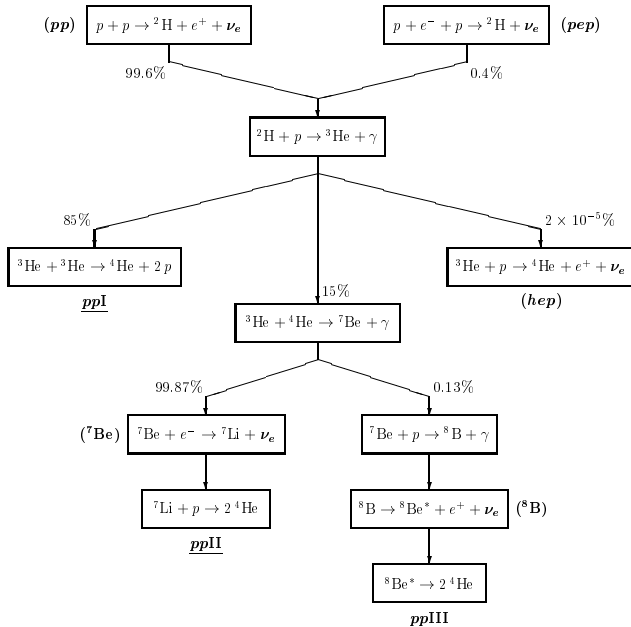 (pp) p + p → ²H + e⁺ + νₑ p + e⁻ + p → ²H + νₑ (pep)
99.6% 0.4%
²H + p → ³He + γ
85% 2 × 10⁻⁵%
³He + ³He → ⁴He + 2 p ³He + p → ⁴He + e⁺ + νₑ
ppI (hep)
15%
³He + ⁴He → ⁷Be + γ
99.87% 0.13%
(⁷Be) ⁷Be + e⁻ → ⁷Li + νₑ ⁷Be + p → ⁸B + γ
⁷Li + p → 2 ⁴He ⁸B → ⁸Be* + e⁺ + νₑ (⁸B)
ppII
⁸Be* → 2 ⁴He
ppIII